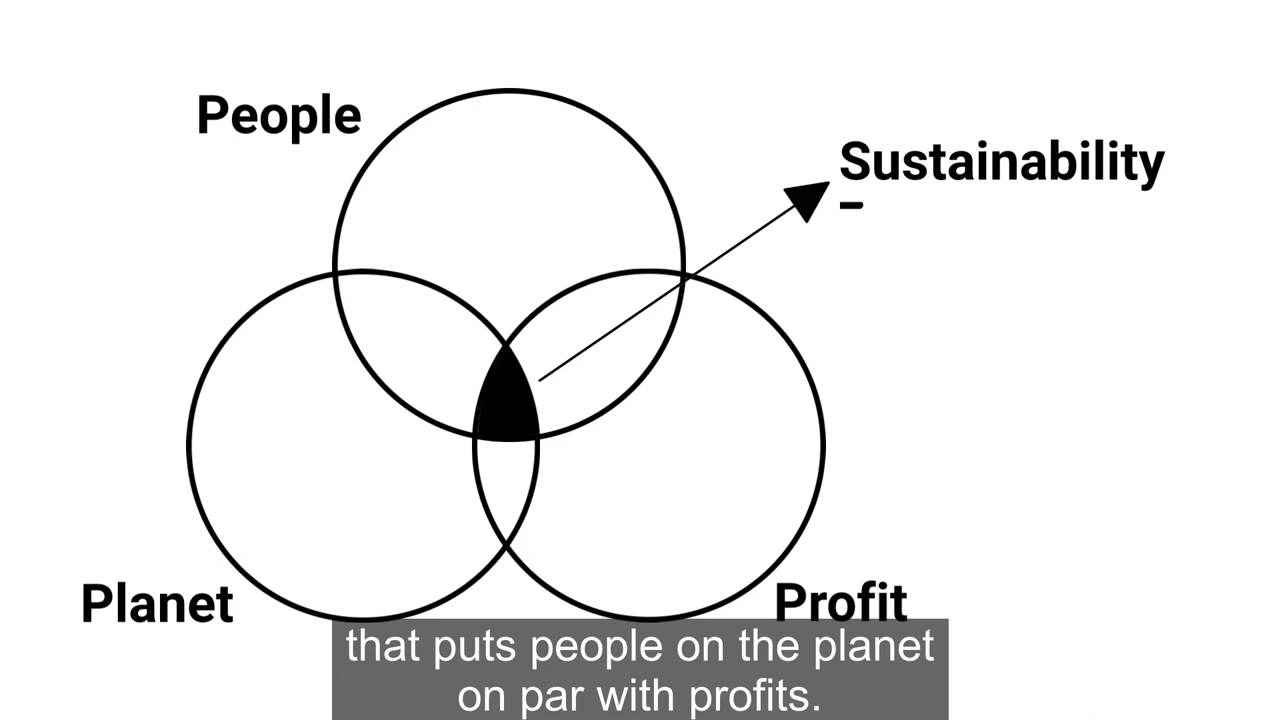 People
Sustainability
Planet
Profit
that puts people on the planet
on par with profits.